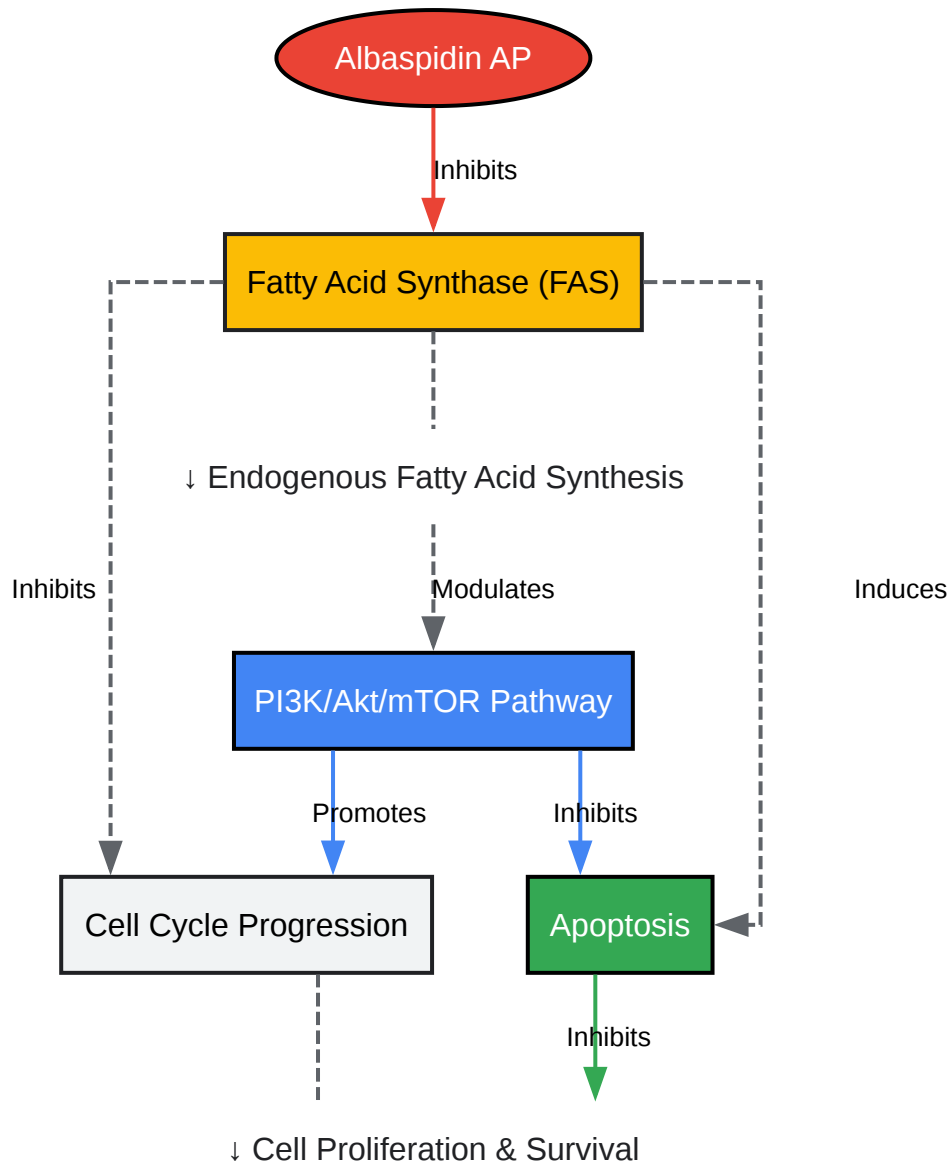 Albaspidin AP
Inhibits
Fatty Acid Synthase (FAS)
↓ Endogenous Fatty Acid Synthesis
Inhibits
Modulates
Induces
PI3K/Akt/mTOR Pathway
Promotes
Inhibits
Cell Cycle Progression
Apoptosis
Inhibits
↓ Cell Proliferation & Survival